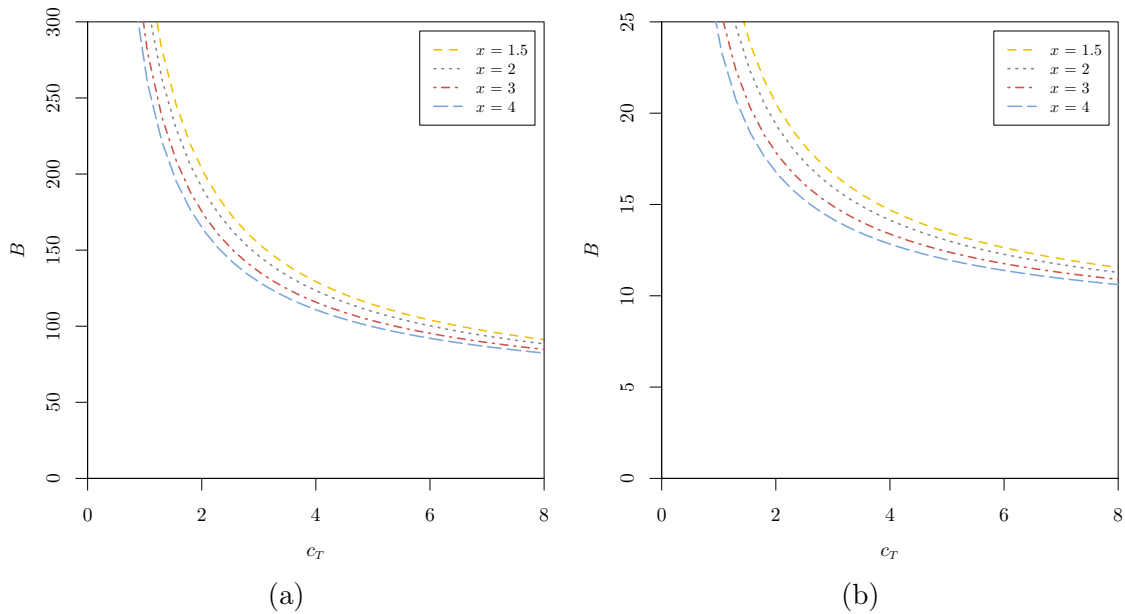 300
250
200
150
100
50
0
B
x = 1.5
x = 2
x = 3
x = 4
0 2 4 6 8
c_T
(a)
25
20
15
10
5
0
B
x = 1.5
x = 2
x = 3
x = 4
0 2 4 6 8
c_T
(b)